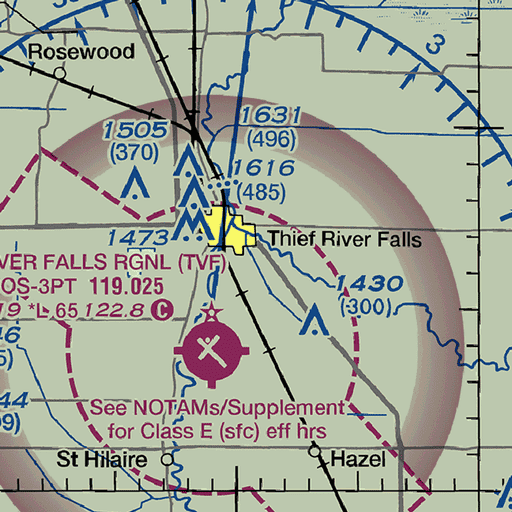 Rosewood
3
1505
(370)
1631
(496)
1616
(485)
1473
Thief River Falls
VER FALLS RGNL (TVF)
OS-3PT 119.025
*L 65 122.8 C
1430
(300)
See NOTAMs/Supplement
for Class E (sfc) eff hrs
St Hilaire
Hazel